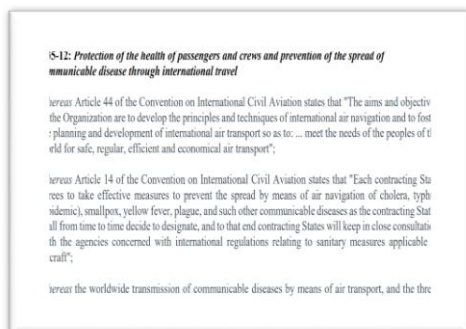 5-12: Protection of the health of passengers and crews and prevention of the spread of
mmunicable disease through international travel
hereas Article 44 of the Convention on International Civil Aviation states that "The aims and objectiv
the Organization are to develop the principles and techniques of international air navigation and to fost
planning and development of international air transport so as to: ... meet the needs of the peoples of t
rld for safe, regular, efficient and economical air transport";
hereas Article 14 of the Convention on International Civil Aviation states that "Each contracting Sta
rees to take effective measures to prevent the spread by means of air navigation of cholera, typh
idemic), smallpox, yellow fever, plague, and such other communicable diseases as the contracting Stat
all from time to time decide to designate, and to that end contracting States will keep in close consultati
th the agencies concerned with international regulations relating to sanitary measures applicable
craft";
hereas the worldwide transmission of communicable diseases by means of air transport, and the thre